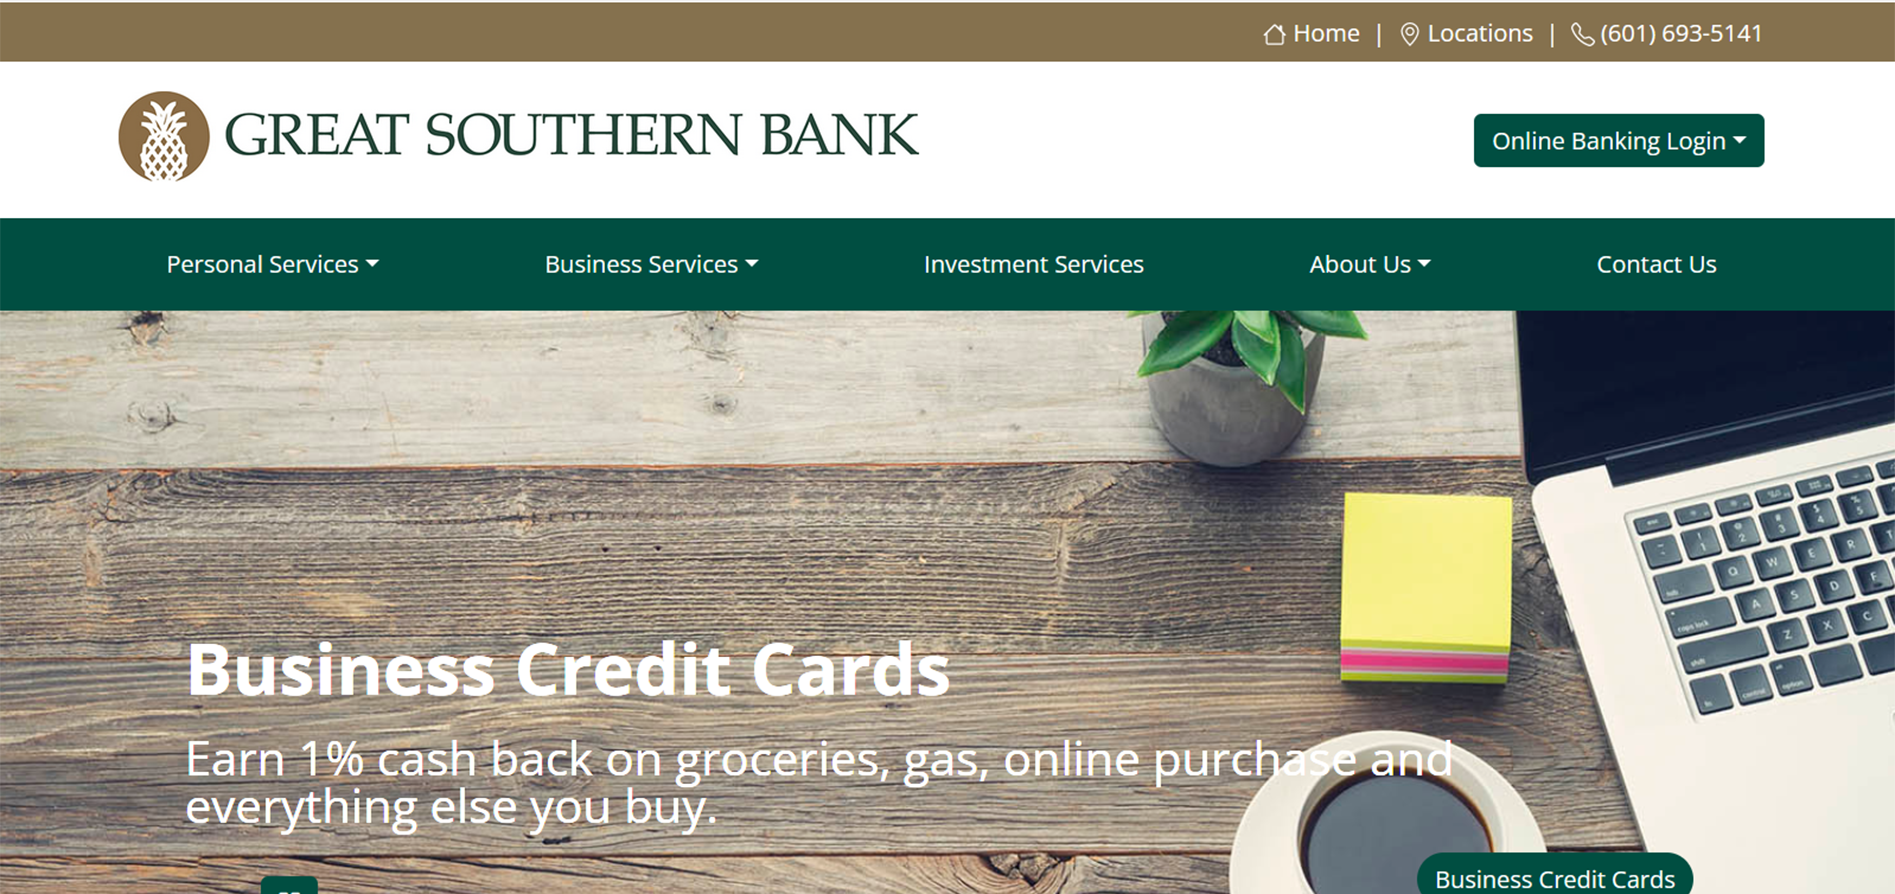 Home | Locations | (601) 693-5141
GREAT SOUTHERN BANK
Online Banking Login
Personal Services
Business Services
Investment Services
About Us
Contact Us
Business Credit Cards
Earn 1% cash back on groceries, gas, online purchase and
everything else you buy.
Business Credit Cards